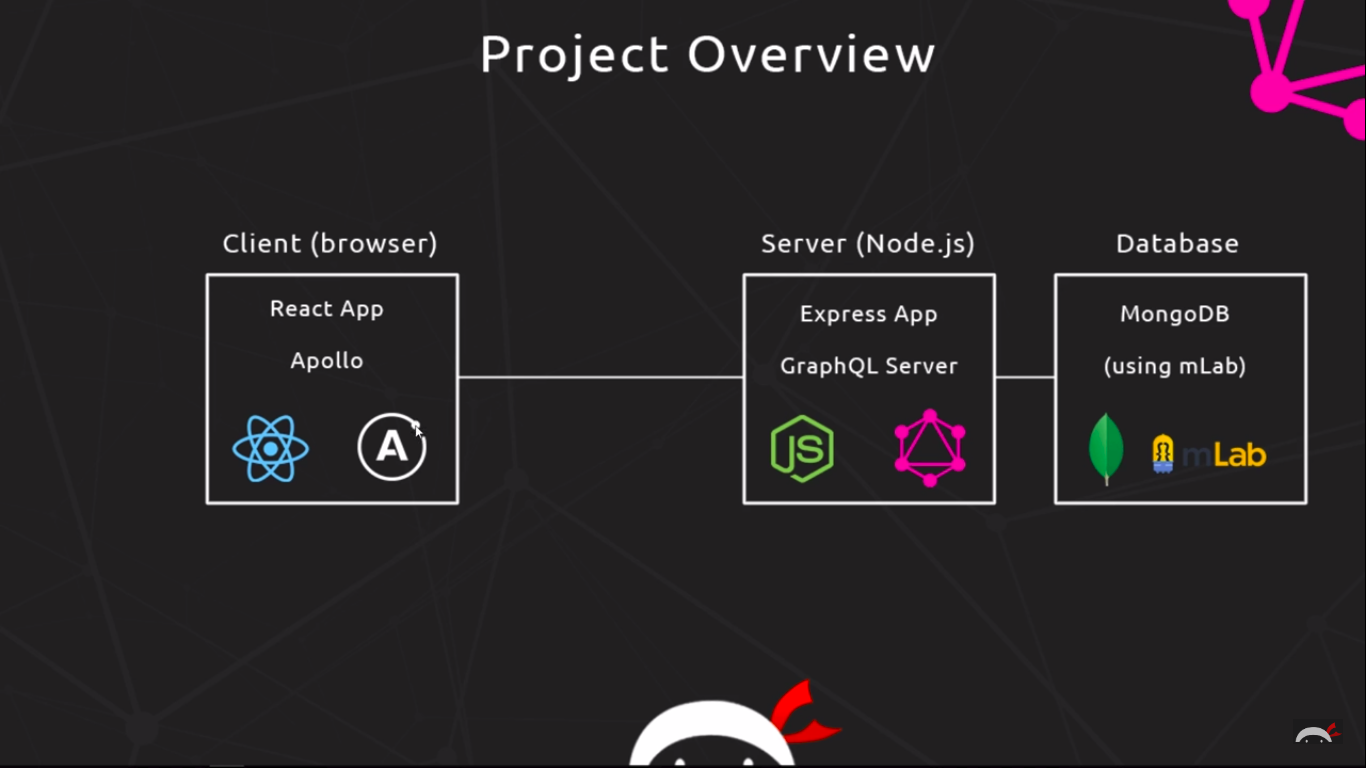 Project Overview
Client (browser)
React App
Apollo
A
Server (Node.js)
Express App
GraphQL Server
JS
Database
MongoDB
(using mLab)
mLab